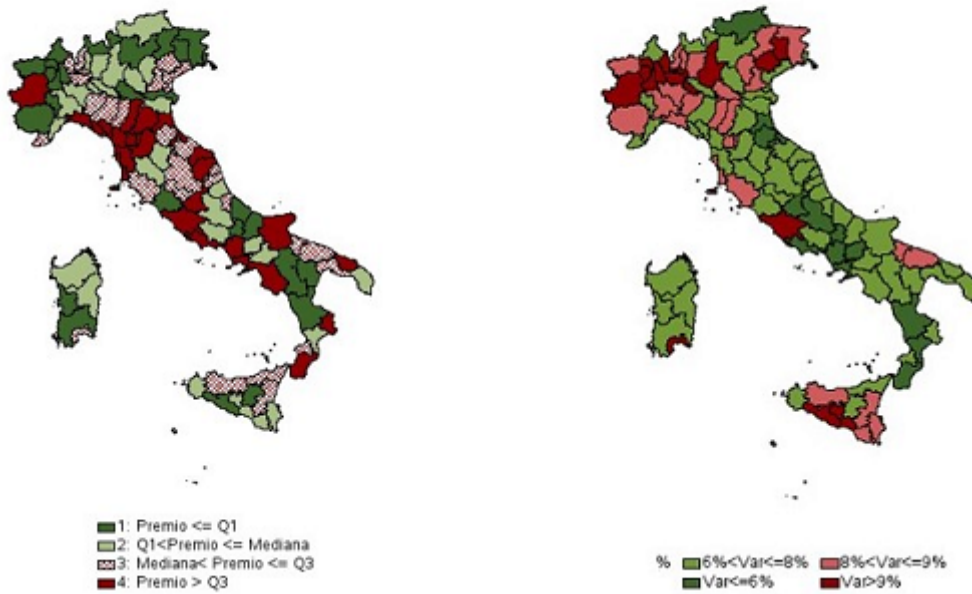 1: Premio <= Q1
2: Q1<Premio <= Mediana
3: Mediana< Premio <= Q3
4: Premio > Q3
% 6%<Var<=8% 8%<Var<=9%
Var<=6% Var>9%